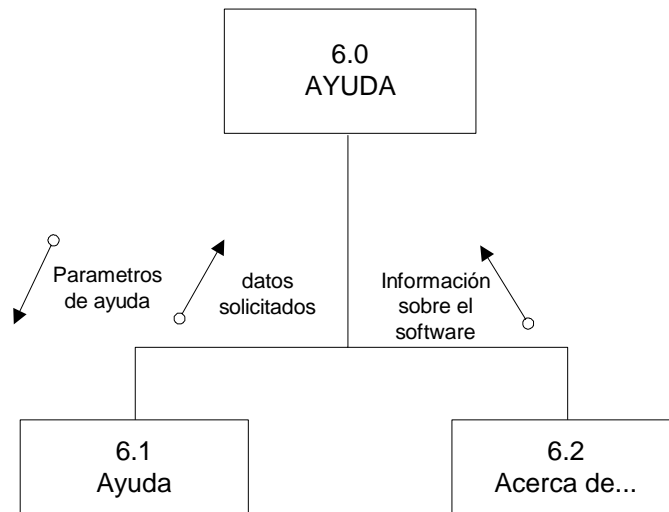 6.0
AYUDA
Parametros
de ayuda
datos
solicitados
Información
sobre el
software
6.1
Ayuda
6.2
Acerca de...